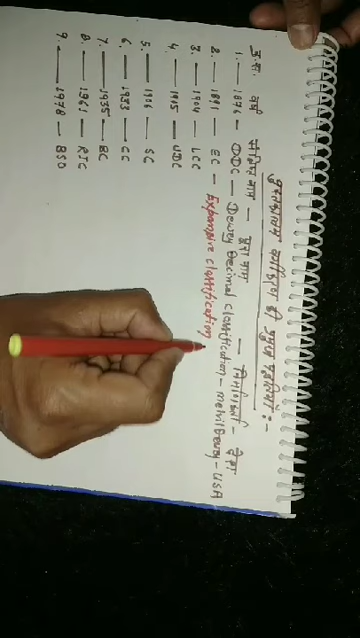 पुस्तकालय वर्गीकरण की प्रमुख पद्धतियां :-
क्र.सं. वर्ष संक्षिप्त नाम - पूरा नाम - निर्माणकर्ता - देश
1. — 1876 — DDC — Dewey Decimal classification - Melvil Dewey - USA
2. — 1891 — EC — Expansive classification
3. — 1904 — LCC
4. — 1905 — UDC
5. — 1906 — SC
6. — 1933 — CC
7. — 1935 — BC
8. — 1961 — RIC
9. — 1978 — BSO